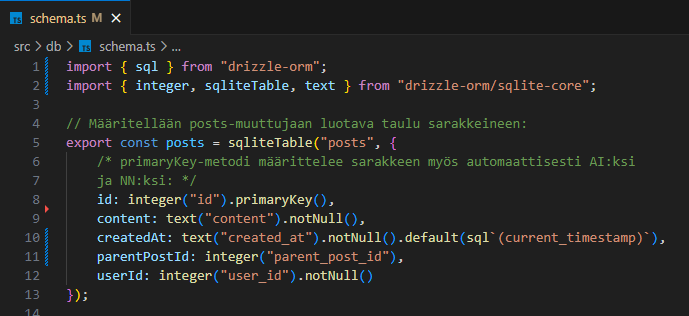 schema.ts M
src > db > schema.ts > ...
1 import { sql } from "drizzle-orm";
2 import { integer, sqliteTable, text } from "drizzle-orm/sqlite-core";
3
4 // Määritellään posts-muuttujaan luotava taulu sarakkeineen:
5 export const posts = sqliteTable("posts", {
6 /* primaryKey-metodi määrittelee sarakkeen myös automaattisesti AI:ksi
7 ja NN:ksi: */
8 id: integer("id").primaryKey(),
9 content: text("content").notNull(),
10 createdAt: text("created_at").notNull().default(sql`(current_timestamp)`),
11 parentPostId: integer("parent_post_id"),
12 userId: integer("user_id").notNull()
13 });
14